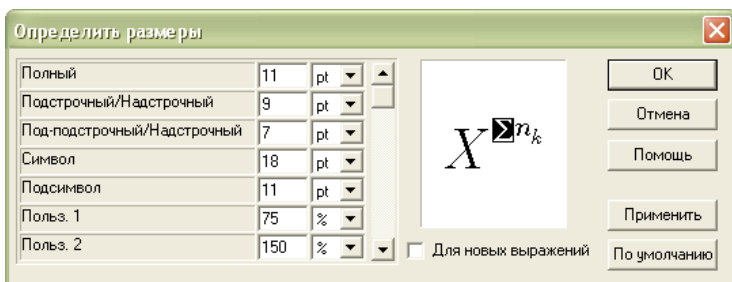 Определить размеры
Полный 11 pt
Подстрочный/Надстрочный 9 pt
Под-подстрочный/Надстрочный 7 pt
Символ 18 pt
Подсимвол 11 pt
Польз. 1 75 %
Польз. 2 150 %
X Σ n k
Для новых выражений
OK
Отмена
Помощь
Применить
По умолчанию